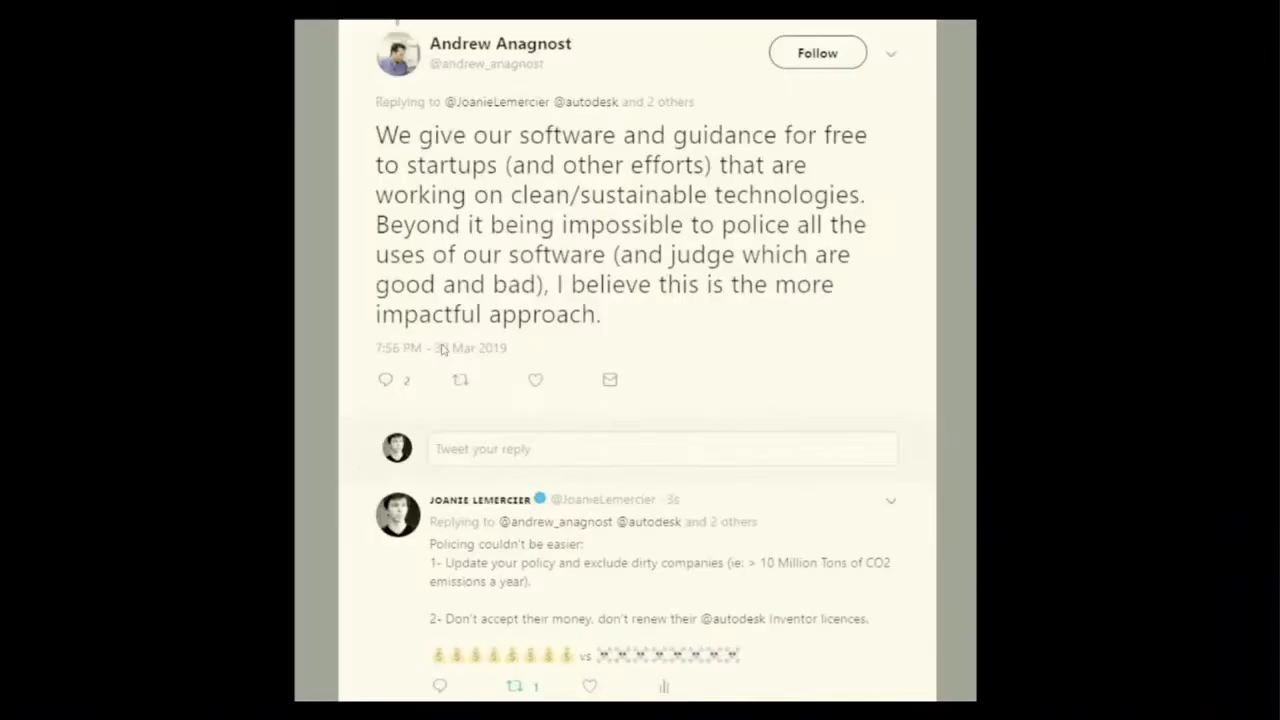 Andrew Anagnost
@andrew_anagnost
Follow
Replying to @JoanieLemercier @autodesk and 2 others
We give our software and guidance for free
to startups (and other efforts) that are
working on clean/sustainable technologies.
Beyond it being impossible to police all the
uses of our software (and judge which are
good and bad), I believe this is the more
impactful approach.
7:56 PM - Mar 2019
2
Tweet your reply
JOANIE LEMERCIER @JoanieLemercier · 3s
Replying to @andrew_anagnost @autodesk and 2 others
Policing couldn't be easier:
1- Update your policy and exclude dirty companies (ie: > 10 Million Tons of CO2
emissions a year).
2- Don't accept their money, don't renew their @autodesk Inventor licences.
💰💰💰💰💰💰💰💰 vs ☠☠☠☠☠☠☠☠
1